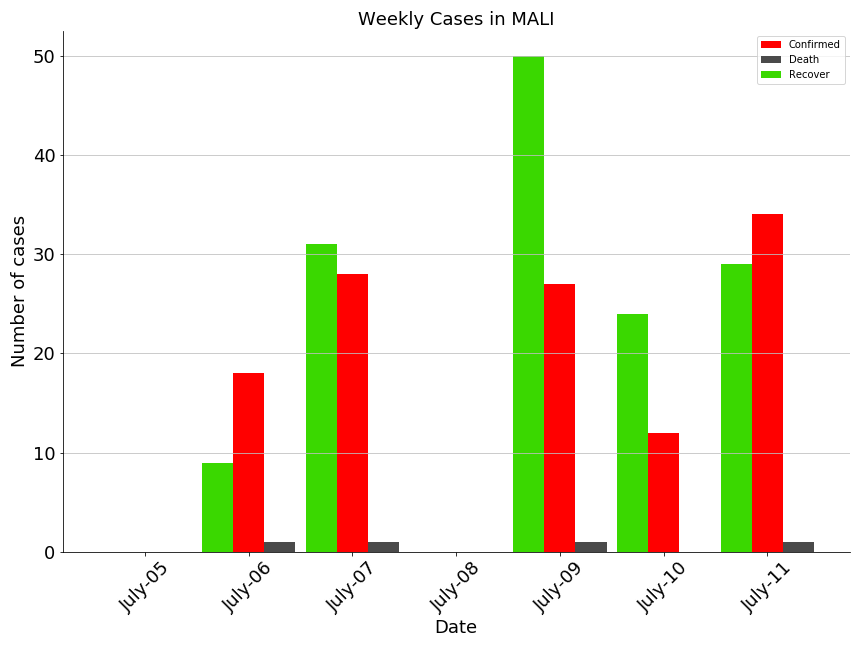 Weekly Cases in MALI
Confirmed
Death
Recover
Number of cases
50
40
30
20
10
0
July-05
July-06
July-07
July-08
July-09
July-10
July-11
Date